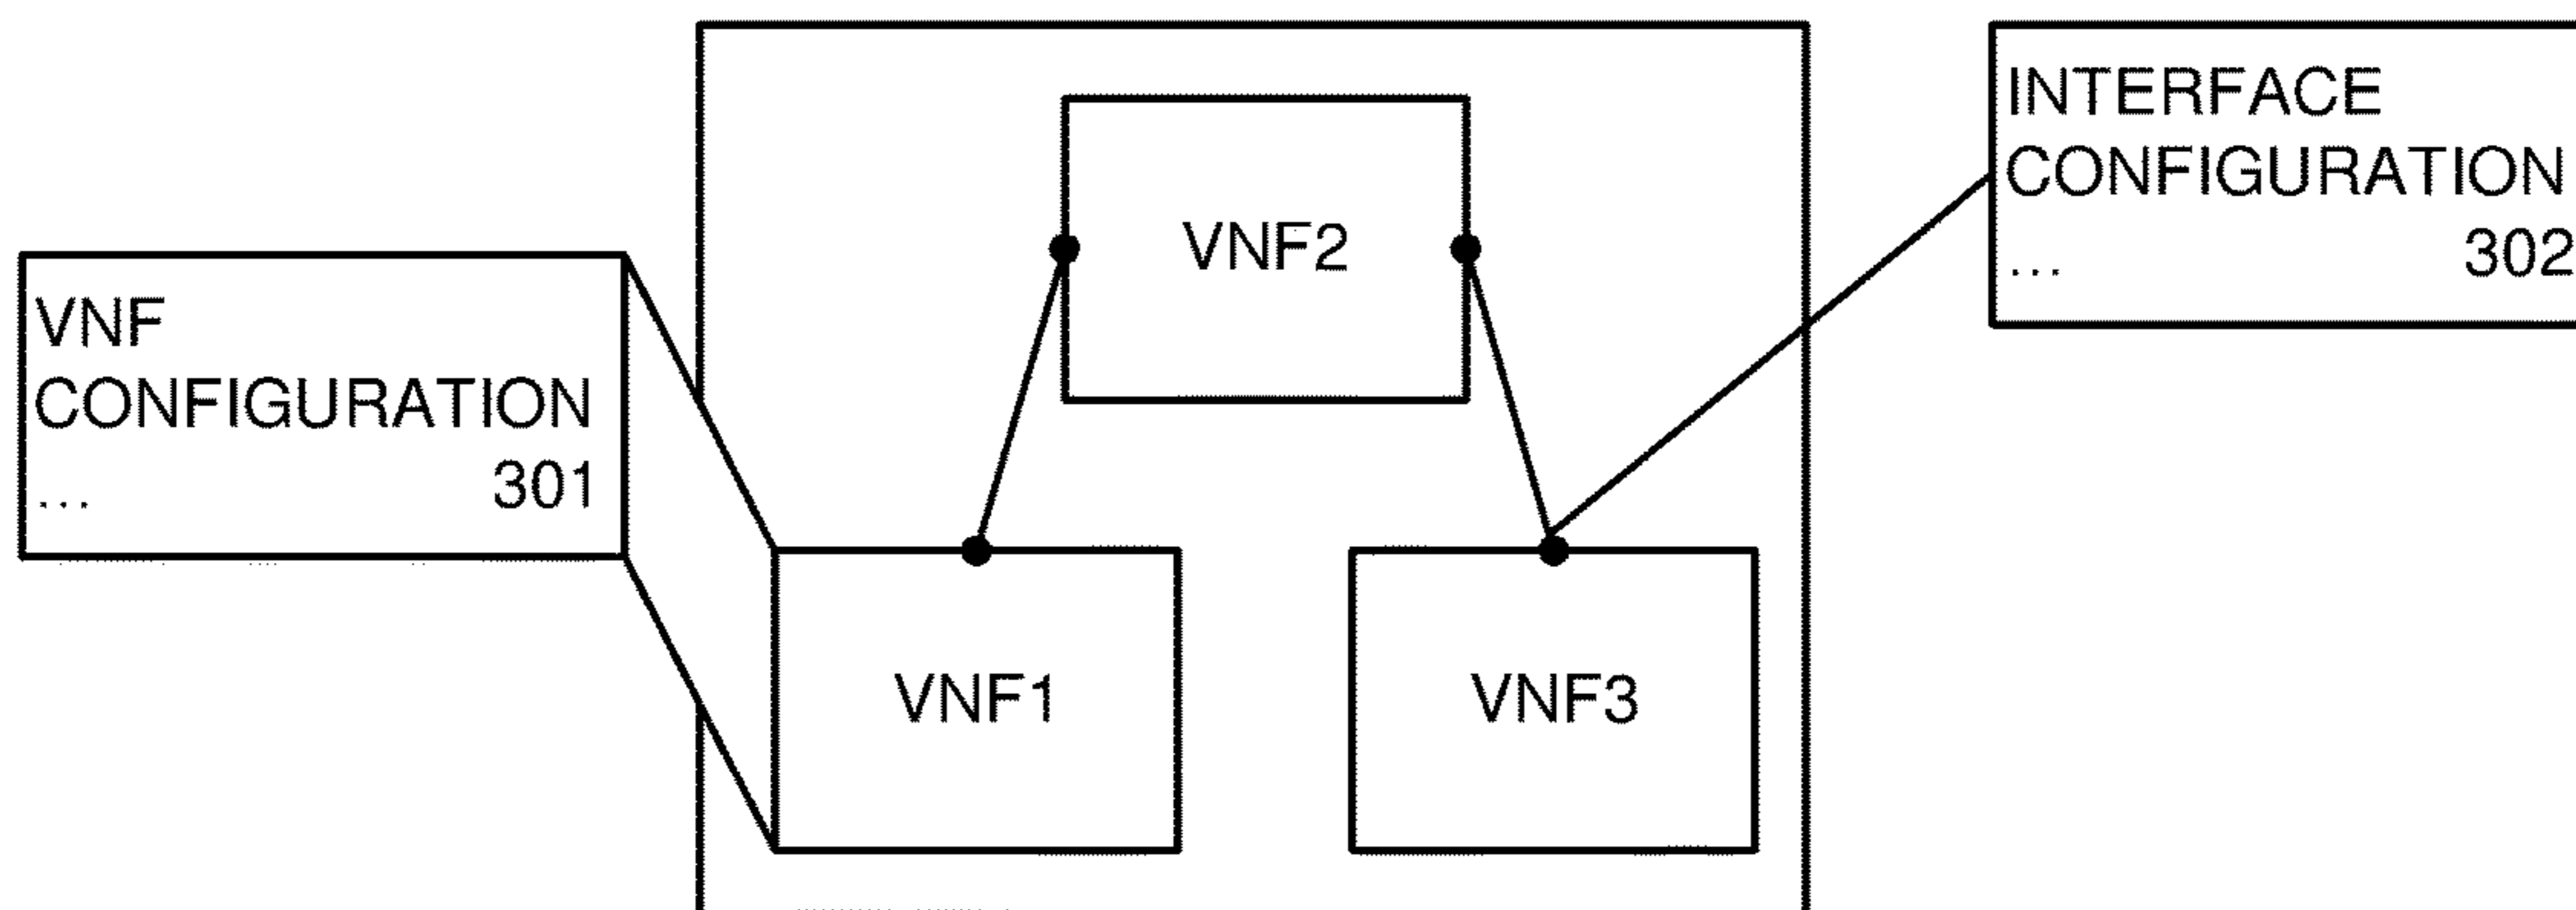 INTERFACE
CONFIGURATION
... 302
VNF2
VNF
CONFIGURATION
... 301
VNF1
VNF3